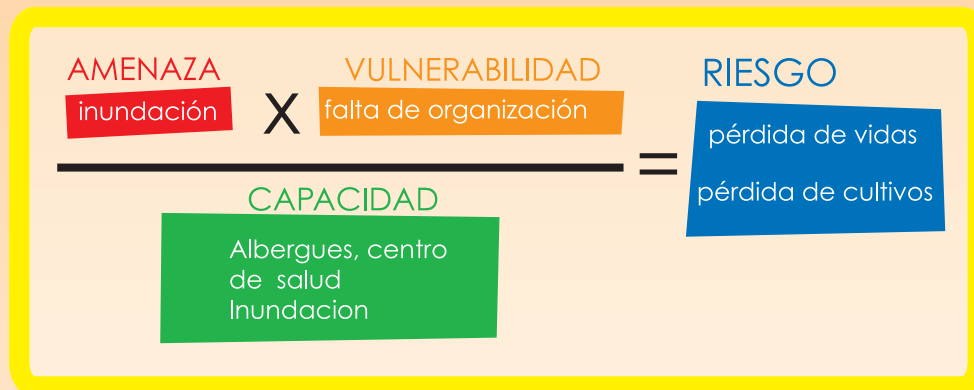 AMENAZA
inundación
X
VULNERABILIDAD
falta de organización
CAPACIDAD
Albergues, centro
de salud
Inundacion
=
RIESGO
pérdida de vidas
pérdida de cultivos